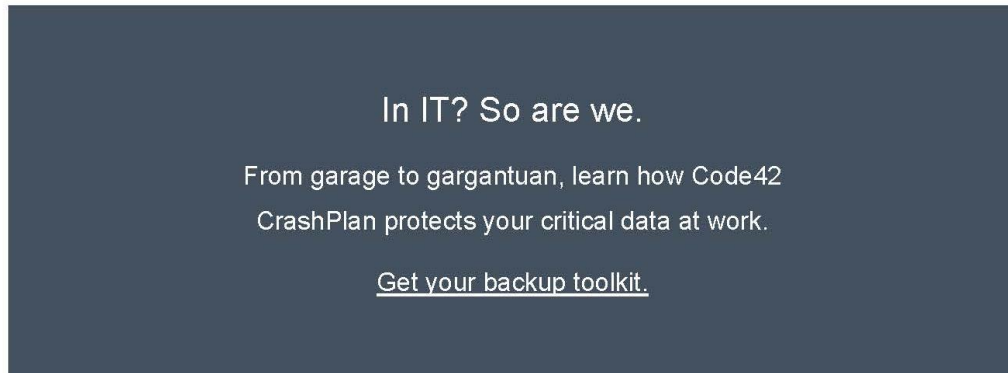 In IT? So are we.
From garage to gargantuan, learn how Code42
CrashPlan protects your critical data at work.
Get your backup toolkit.